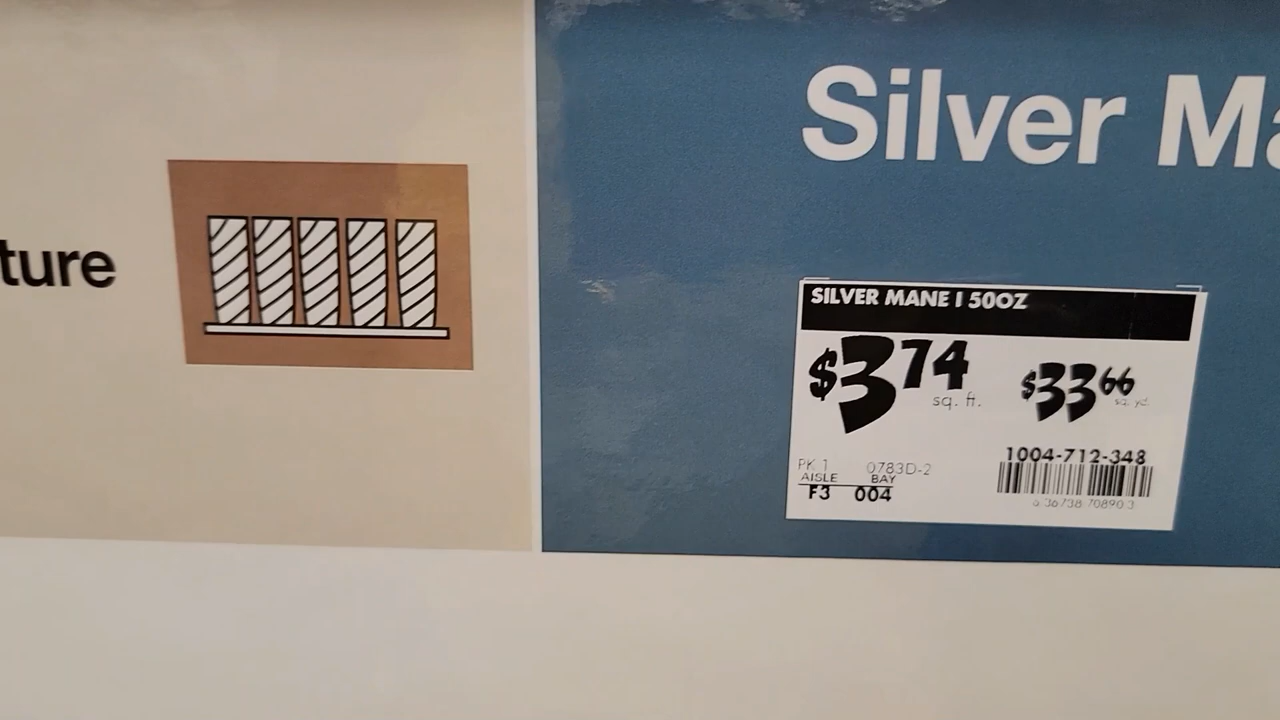 ture
Silver Ma
SILVER MANE I 50OZ
$3 74 sq. ft.
$33 66 sq. yd.
PK 1 0783D-2
AISLE BAY
F3 004
1004-712-348
6 36738 70890 3